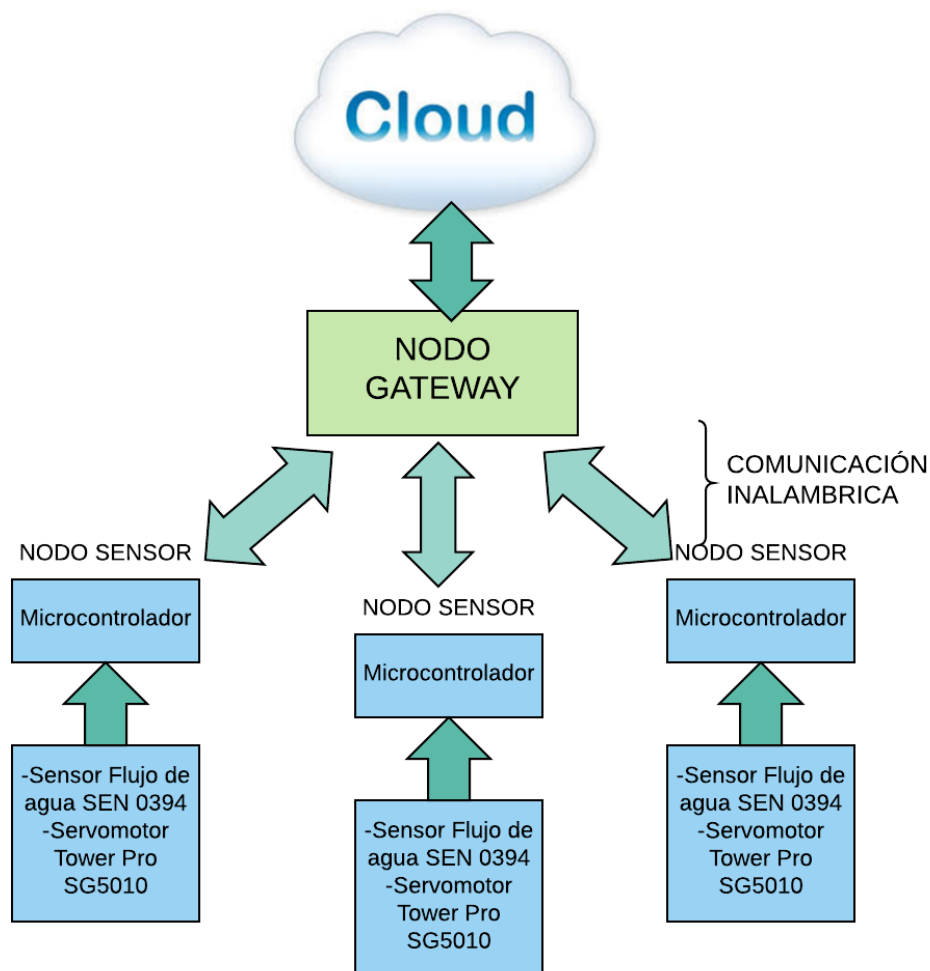 Cloud
NODO
GATEWAY
COMUNICACIÓN
INALAMBRICA
NODO SENSOR
Microcontrolador
-Sensor Flujo de
agua SEN 0394
-Servomotor
Tower Pro
SG5010
NODO SENSOR
Microcontrolador
-Sensor Flujo de
agua SEN 0394
-Servomotor
Tower Pro
SG5010
NODO SENSOR
Microcontrolador
-Sensor Flujo de
agua SEN 0394
-Servomotor
Tower Pro
SG5010